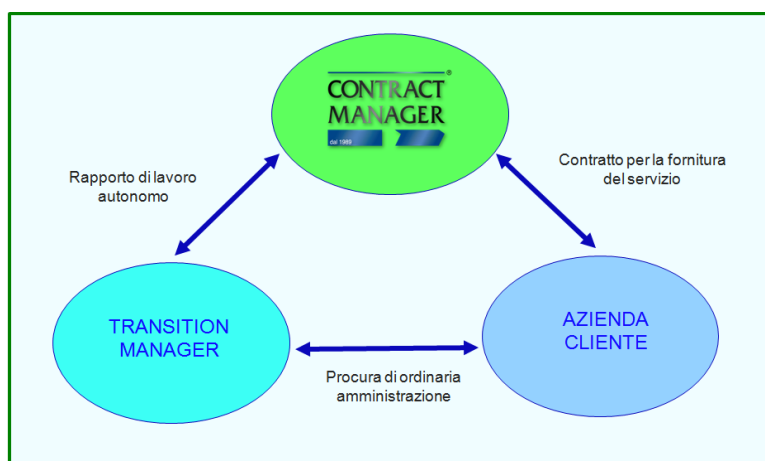 CONTRACT
MANAGER
®
dal 1989
Rapporto di lavoro
autonomo
Contratto per la fornitura
del servizio
TRANSITION
MANAGER
AZIENDA
CLIENTE
Procura di ordinaria
amministrazione